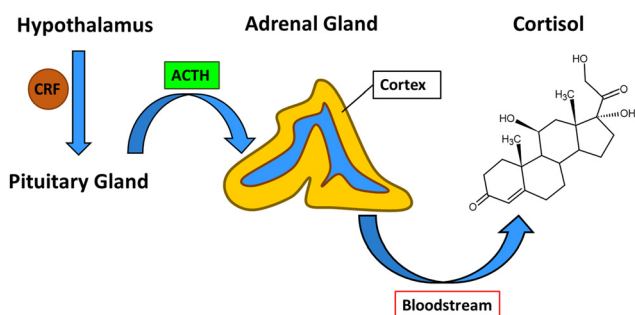 Hypothalamus
Adrenal Gland
Cortisol
CRF
ACTH
Cortex
Pituitary Gland
Bloodstream
HO
O
H₃C
OH
HO
H₃C
O